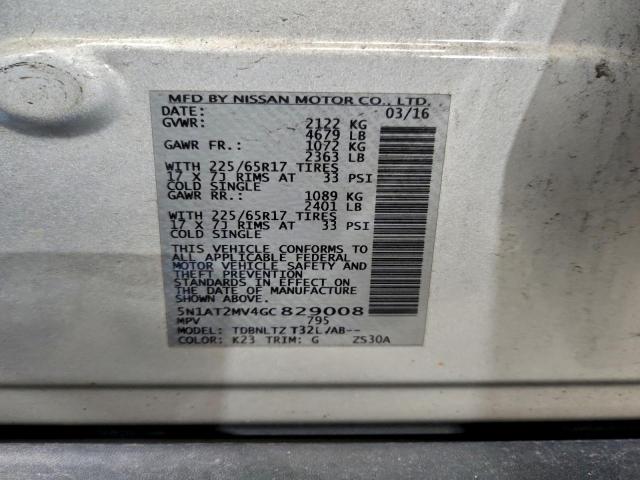 MFD BY NISSAN MOTOR CO., LTD.
DATE: 03/16
GVWR: 2122 KG
4679 LB
GAWR FR.: 1072 KG
2363 LB
WITH 225/65R17 TIRES
17 X 7J RIMS AT 33 PSI
COLD SINGLE
GAWR RR.: 1089 KG
2401 LB
WITH 225/65R17 TIRES
17 X 7J RIMS AT 33 PSI
COLD SINGLE
THIS VEHICLE CONFORMS TO
ALL APPLICABLE FEDERAL
MOTOR VEHICLE SAFETY AND
THEFT PREVENTION
STANDARDS IN EFFECT ON
THE DATE OF MANUFACTURE
SHOWN ABOVE.
5N1AT2MV4GC829008
MPV 795
MODEL: TDBNLTZ T32L/AB--
COLOR: K23 TRIM: G ZS30A